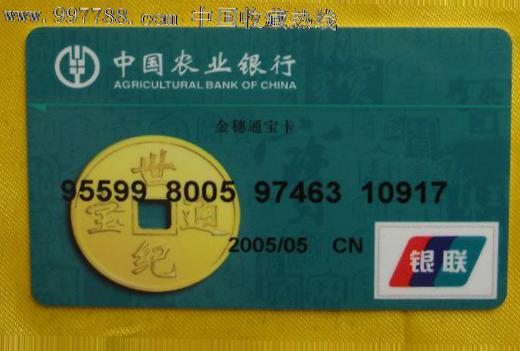 www.997788.com 中国收藏热线
中国农业银行
AGRICULTURAL BANK OF CHINA
金穗通宝卡
世
95599 8005 97463 10917
至 通
纪
2005/05 CN
银联